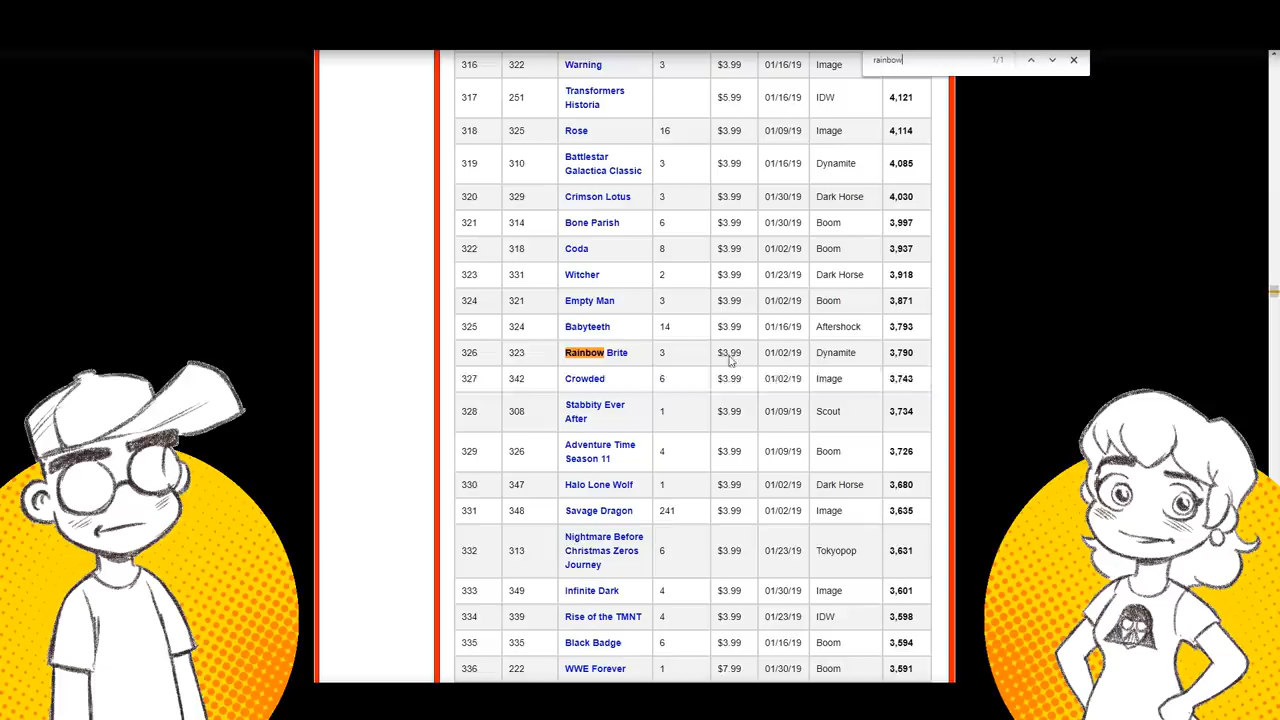 rainbow 1/1
316 322 Warning 3 $3.99 01/16/19 Image
317 251 Transformers Historia $5.99 01/16/19 IDW 4,121
318 325 Rose 16 $3.99 01/09/19 Image 4,114
319 310 Battlestar Galactica Classic 3 $3.99 01/16/19 Dynamite 4,085
320 329 Crimson Lotus 3 $3.99 01/30/19 Dark Horse 4,030
321 314 Bone Parish 6 $3.99 01/30/19 Boom 3,997
322 318 Coda 8 $3.99 01/02/19 Boom 3,937
323 331 Witcher 2 $3.99 01/23/19 Dark Horse 3,918
324 321 Empty Man 3 $3.99 01/02/19 Boom 3,871
325 324 Babyteeth 14 $3.99 01/16/19 Aftershock 3,793
326 323 Rainbow Brite 3 $3.99 01/02/19 Dynamite 3,790
327 342 Crowded 6 $3.99 01/02/19 Image 3,743
328 308 Stabbity Ever After 1 $3.99 01/09/19 Scout 3,734
329 326 Adventure Time Season 11 4 $3.99 01/09/19 Boom 3,726
330 347 Halo Lone Wolf 1 $3.99 01/02/19 Dark Horse 3,680
331 348 Savage Dragon 241 $3.99 01/02/19 Image 3,635
332 313 Nightmare Before Christmas Zeros Journey 6 $3.99 01/23/19 Tokyopop 3,631
333 349 Infinite Dark 4 $3.99 01/30/19 Image 3,601
334 339 Rise of the TMNT 4 $3.99 01/23/19 IDW 3,598
335 335 Black Badge 6 $3.99 01/16/19 Boom 3,594
336 222 WWE Forever 1 $7.99 01/30/19 Boom 3,591